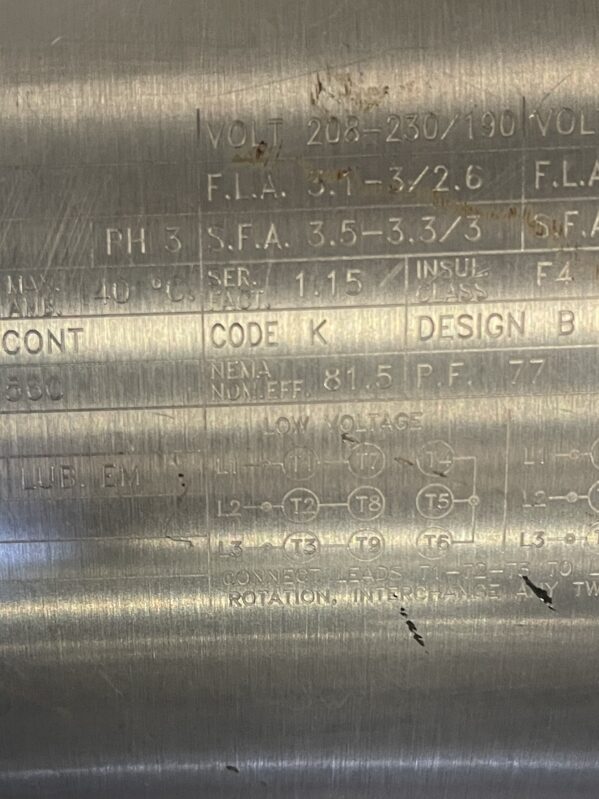 VOLT 208-230/190 VOL
F.L.A. 3.1-3/2.6 F.L.A
PH 3 S.F.A. 3.5-3.3/3 S.F.A
MAX. AMB. 40 °C. SER. FACT. 1.15 INSUL CLASS F4
CONT CODE K DESIGN B
NEMA NOM.EFF. 81.5 P.F. 77
LOW VOLTAGE
L1 T1 T7 T4 L1
LUB. EM
L2 T2 T8 T5 L2
L3 T3 T9 T6 L3
CONNECT LEADS T1-T2-T3 TO L
ROTATION, INTERCHANGE ANY TW